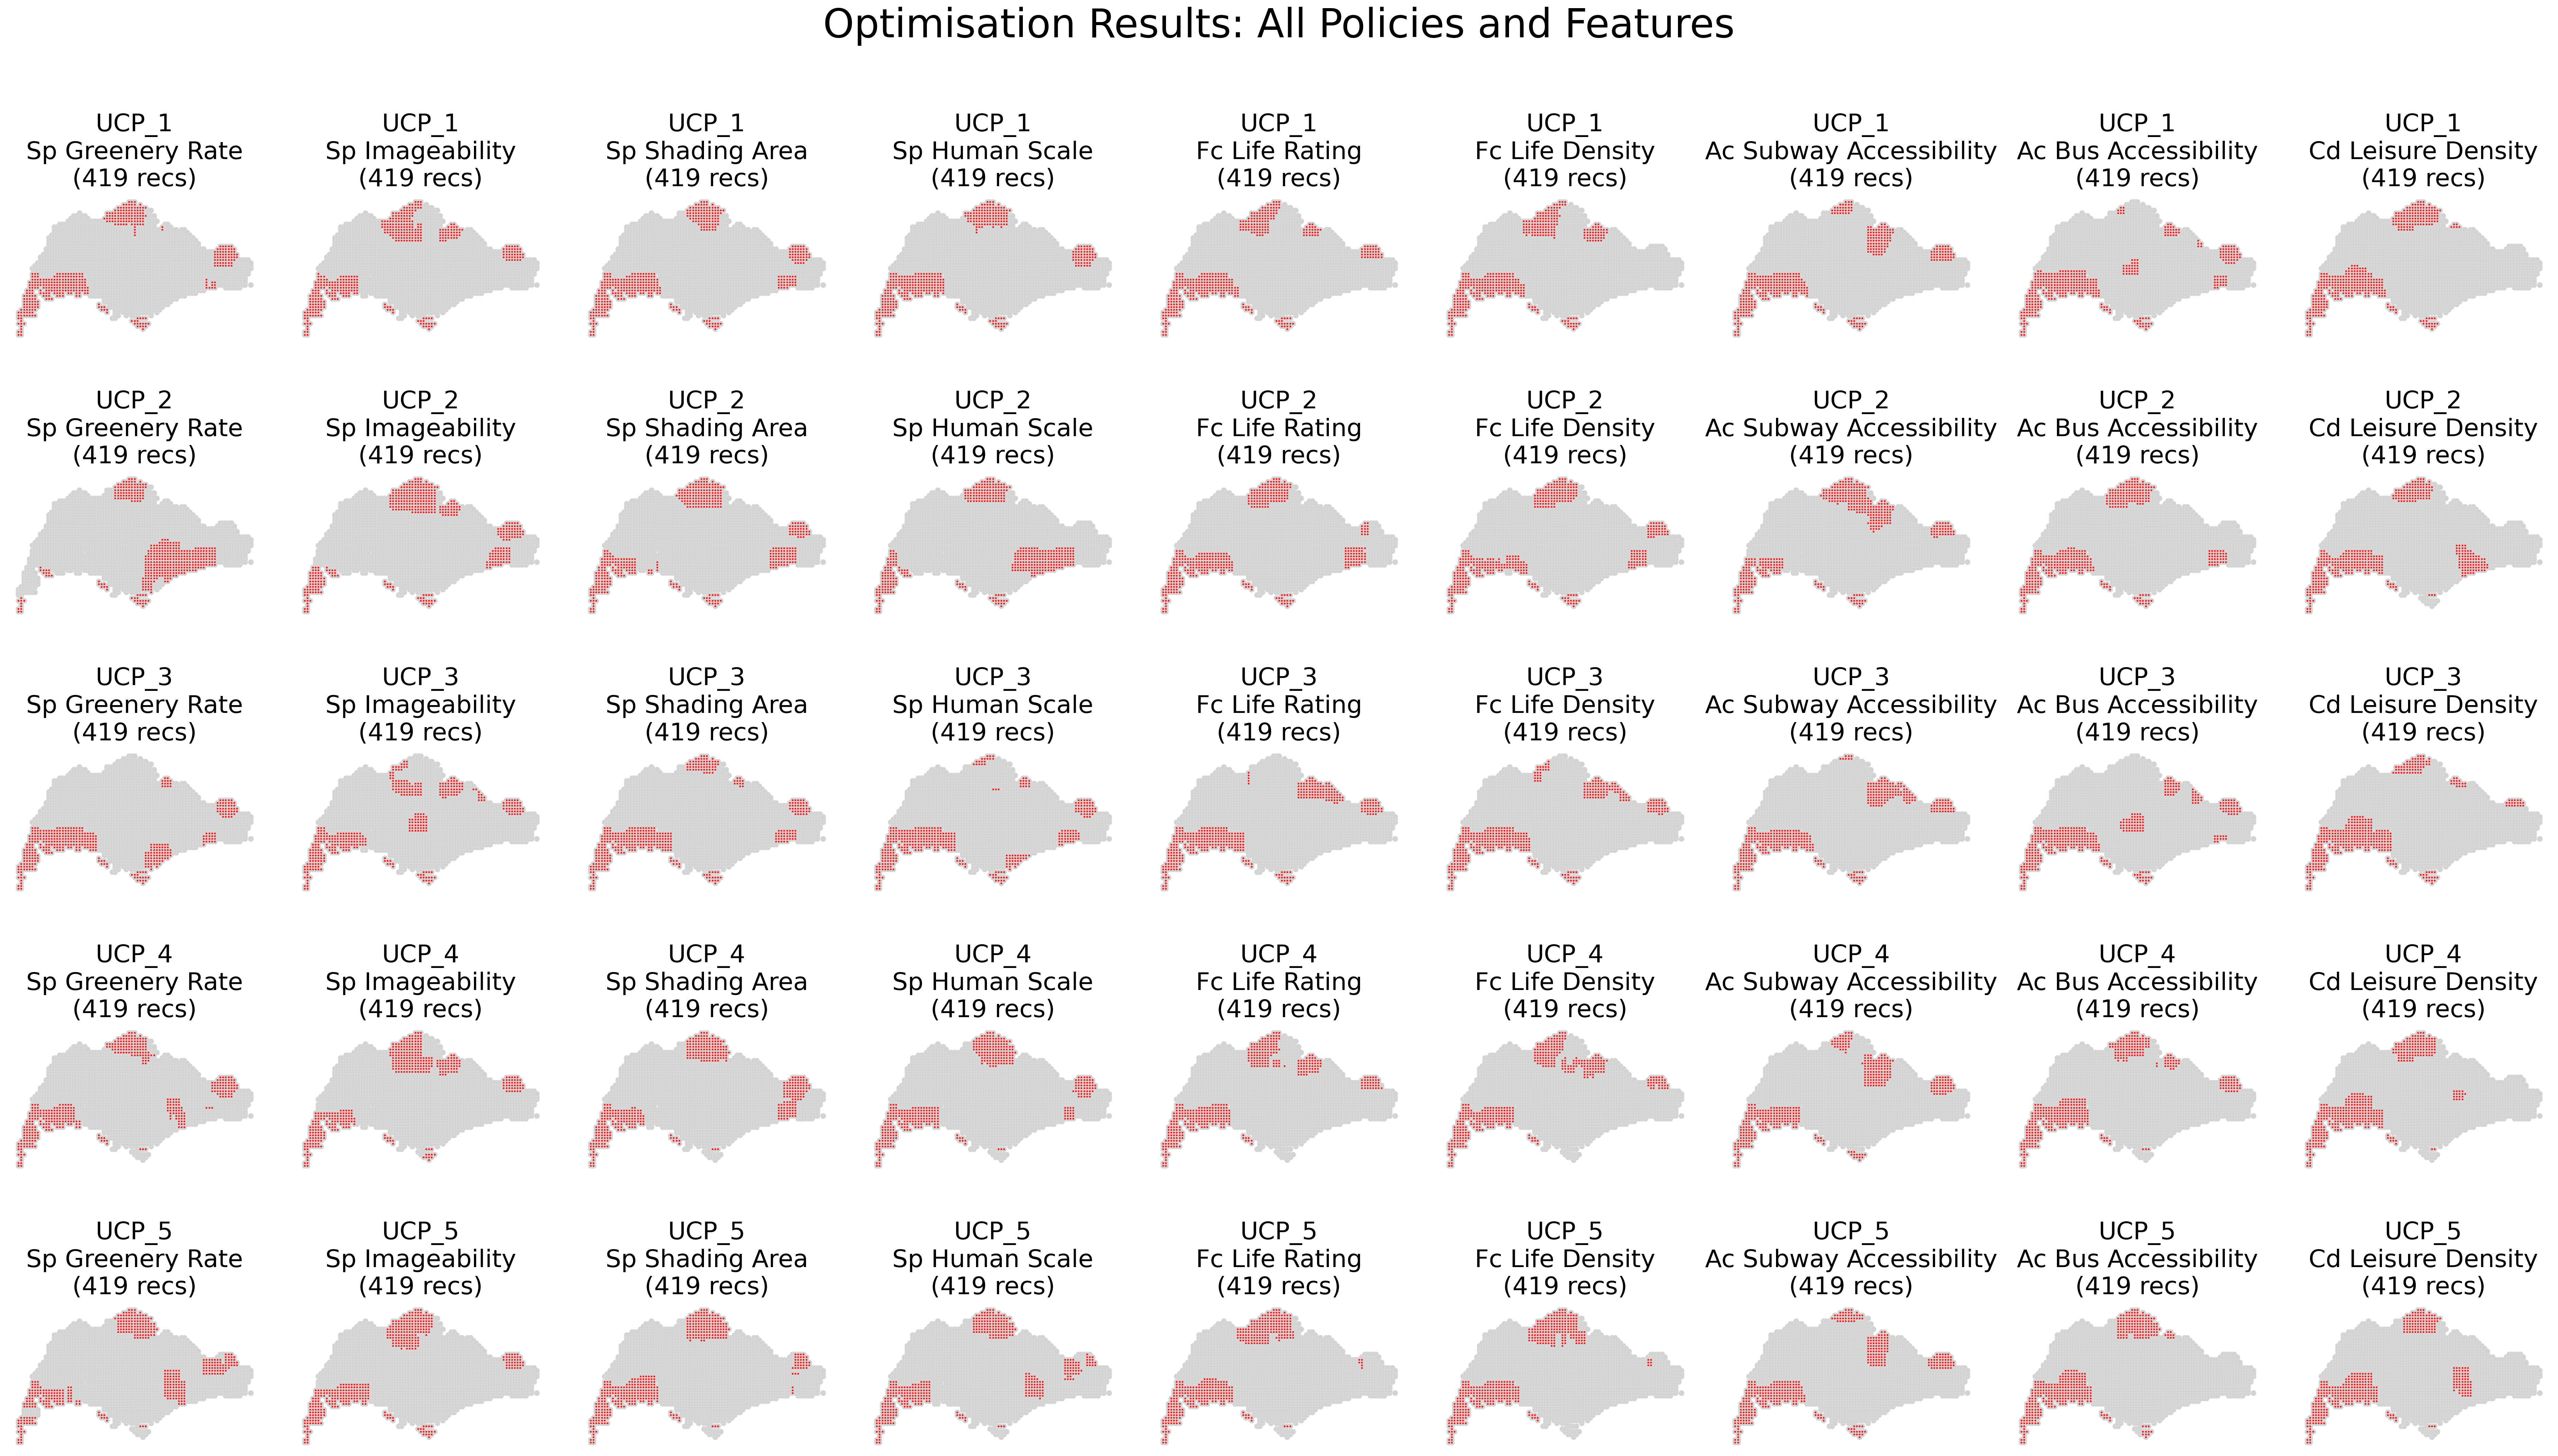 Optimisation Results: All Policies and Features
UCP_1
Sp Greenery Rate
(419 recs)
UCP_1
Sp Imageability
(419 recs)
UCP_1
Sp Shading Area
(419 recs)
UCP_1
Sp Human Scale
(419 recs)
UCP_1
Fc Life Rating
(419 recs)
UCP_1
Fc Life Density
(419 recs)
UCP_1
Ac Subway Accessibility
(419 recs)
UCP_1
Ac Bus Accessibility
(419 recs)
UCP_1
Cd Leisure Density
(419 recs)
UCP_2
Sp Greenery Rate
(419 recs)
UCP_2
Sp Imageability
(419 recs)
UCP_2
Sp Shading Area
(419 recs)
UCP_2
Sp Human Scale
(419 recs)
UCP_2
Fc Life Rating
(419 recs)
UCP_2
Fc Life Density
(419 recs)
UCP_2
Ac Subway Accessibility
(419 recs)
UCP_2
Ac Bus Accessibility
(419 recs)
UCP_2
Cd Leisure Density
(419 recs)
UCP_3
Sp Greenery Rate
(419 recs)
UCP_3
Sp Imageability
(419 recs)
UCP_3
Sp Shading Area
(419 recs)
UCP_3
Sp Human Scale
(419 recs)
UCP_3
Fc Life Rating
(419 recs)
UCP_3
Fc Life Density
(419 recs)
UCP_3
Ac Subway Accessibility
(419 recs)
UCP_3
Ac Bus Accessibility
(419 recs)
UCP_3
Cd Leisure Density
(419 recs)
UCP_4
Sp Greenery Rate
(419 recs)
UCP_4
Sp Imageability
(419 recs)
UCP_4
Sp Shading Area
(419 recs)
UCP_4
Sp Human Scale
(419 recs)
UCP_4
Fc Life Rating
(419 recs)
UCP_4
Fc Life Density
(419 recs)
UCP_4
Ac Subway Accessibility
(419 recs)
UCP_4
Ac Bus Accessibility
(419 recs)
UCP_4
Cd Leisure Density
(419 recs)
UCP_5
Sp Greenery Rate
(419 recs)
UCP_5
Sp Imageability
(419 recs)
UCP_5
Sp Shading Area
(419 recs)
UCP_5
Sp Human Scale
(419 recs)
UCP_5
Fc Life Rating
(419 recs)
UCP_5
Fc Life Density
(419 recs)
UCP_5
Ac Subway Accessibility
(419 recs)
UCP_5
Ac Bus Accessibility
(419 recs)
UCP_5
Cd Leisure Density
(419 recs)